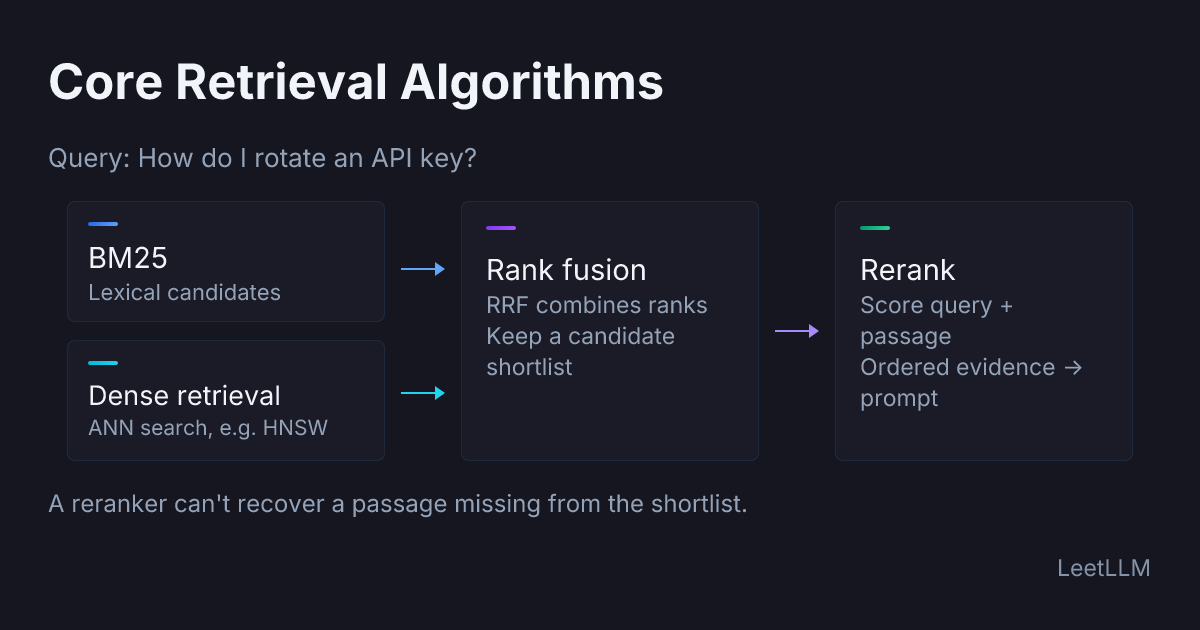 Core Retrieval Algorithms
Query: How do I rotate an API key?
BM25
Lexical candidates
Dense retrieval
ANN search, e.g. HNSW
Rank fusion
RRF combines ranks
Keep a candidate
shortlist
Rerank
Score query +
passage
Ordered evidence →
prompt
A reranker can't recover a passage missing from the shortlist.
LeetLLM